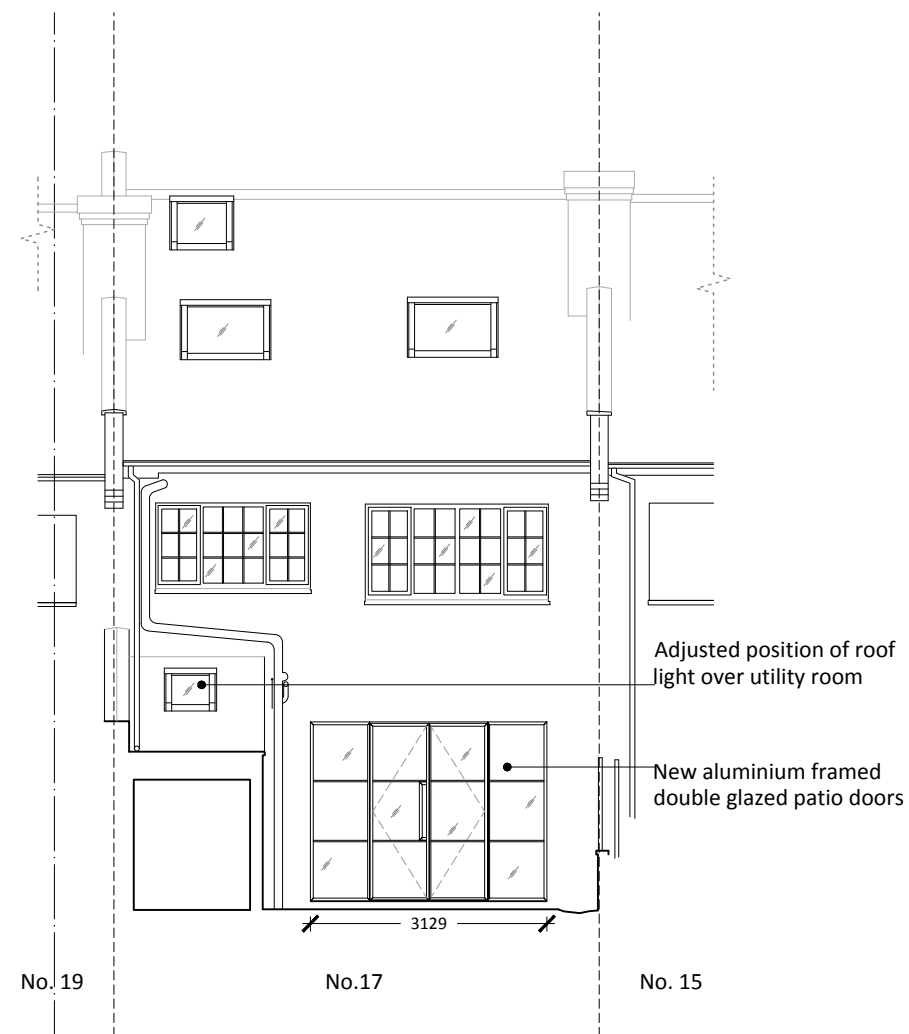 Adjusted position of roof
light over utility room
New aluminium framed
double glazed patio doors
3129
No. 19
No.17
No. 15